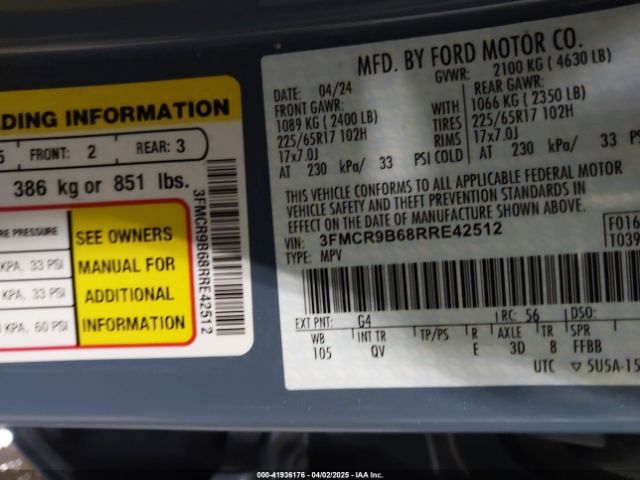 ADING INFORMATION
5 FRONT: 2 REAR: 3
386 kg or 851 lbs.
RE PRESSURE
KPA, 33 PSI
KPA, 33 PSI
KPA, 60 PSI
SEE OWNERS
MANUAL FOR
ADDITIONAL
INFORMATION
3FMCR9B68RRE42512
MFD. BY FORD MOTOR CO.
DATE: 04/24 GVWR: 2100 KG ( 4630 LB)
FRONT GAWR: REAR GAWR:
1089 KG ( 2400 LB) WITH 1066 KG ( 2350 LB)
225/65R17 102H TIRES 225/65R17 102H
17x7.0J RIMS 17x7.0J
AT 230 kPa/ 33 PSI COLD AT 230 kPa/ 33
THIS VEHICLE CONFORMS TO ALL APPLICABLE FEDERAL MOTOR
VEHICLE SAFETY AND THEFT PREVENTION STANDARDS IN
EFFECT ON THE DATE OF MANUFACTURE SHOWN ABOVE.
VIN: 3FMCR9B68RRE42512
TYPE: MPV
F016
T039
EXT PNT: G4 RC: 56 DSO:
WB INT TR TP/PS R AXLE TR SPR
105 QV E 3D 8 FFBB
UTC ▽ 5U5A-15
00-41936176 - 04/02/2025 - IAA Inc.